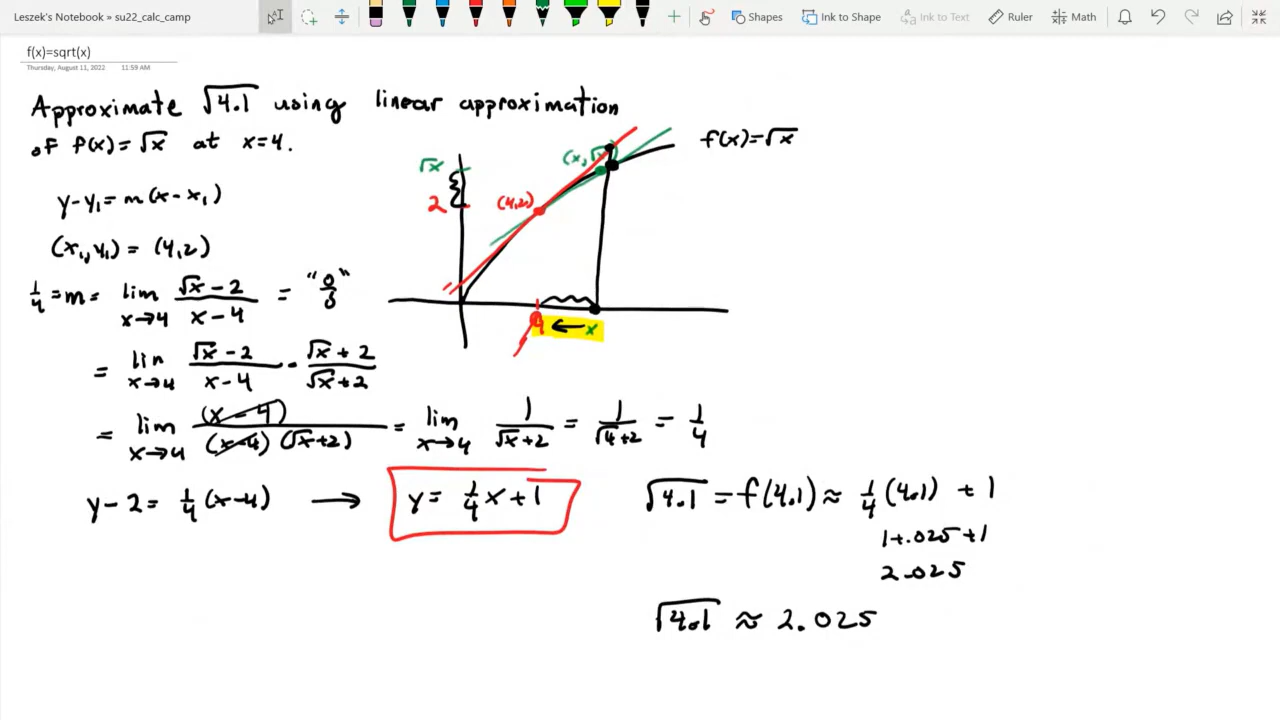 Leszek's Notebook » su22_calc_camp
Shapes Ink to Shape Ink to Text Ruler Math
f(x)=sqrt(x)
Thursday, August 11, 2022 11:59 AM
Approximate √4.1 using linear approximation
of f(x)=√x at x=4.
f(x)=√x
(x,√x)
√x
2
(4,2)
4 ← x
y-y₁=m(x-x₁)
(x₁,y₁)=(4,2)
1/4=m= lim x→4 (√x-2)/(x-4) = "0/0"
= lim x→4 (√x-2)/(x-4) · (√x+2)/(√x+2)
= lim x→4 (x-4)/((x-4)(√x+2)) = lim x→4 1/(√x+2) = 1/(√4+2) = 1/4
y-2=1/4(x-4) → y=1/4x+1
√4.1=f(4.1)≈1/4(4.1)+1
1+.025+1
2.025
√4.1≈2.025